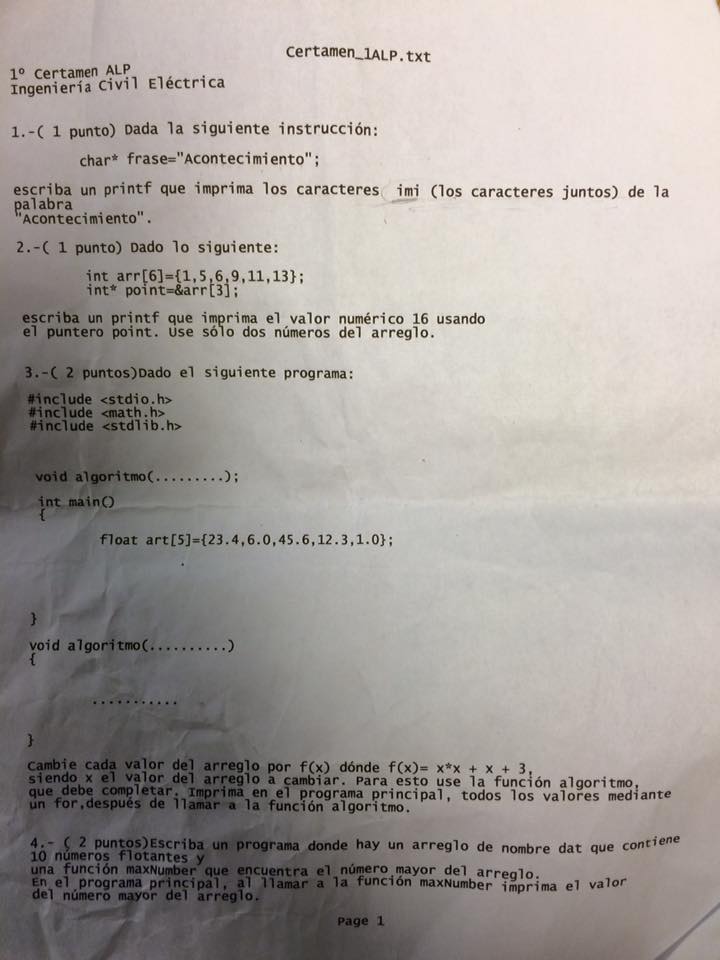 Certamen_1ALP.txt
1º Certamen ALP
Ingeniería Civil Eléctrica
1.-( 1 punto) Dada la siguiente instrucción:
char* frase="Acontecimiento";
escriba un printf que imprima los caracteres imi (los caracteres juntos) de la
palabra
"Acontecimiento".
2.-( 1 punto) Dado lo siguiente:
int arr[6]={1,5,6,9,11,13};
int* point=&arr[3];
escriba un printf que imprima el valor numérico 16 usando
el puntero point. Use sólo dos números del arreglo.
3.-( 2 puntos)Dado el siguiente programa:
#include <stdio.h>
#include <math.h>
#include <stdlib.h>
void algoritmo(.........);
int main()
{
float art[5]={23.4,6.0,45.6,12.3,1.0};
}
void algoritmo(..........)
{
...........
}
Cambie cada valor del arreglo por f(x) dónde f(x)= x*x + x + 3,
siendo x el valor del arreglo a cambiar. Para esto use la función algoritmo,
que debe completar. Imprima en el programa principal, todos los valores mediante
un for,después de llamar a la función algoritmo.
4.- ( 2 puntos)Escriba un programa donde hay un arreglo de nombre dat que contiene
10 números flotantes y
una función maxNumber que encuentra el número mayor del arreglo.
En el programa principal, al llamar a la función maxNumber imprima el valor
del número mayor del arreglo.
Page 1